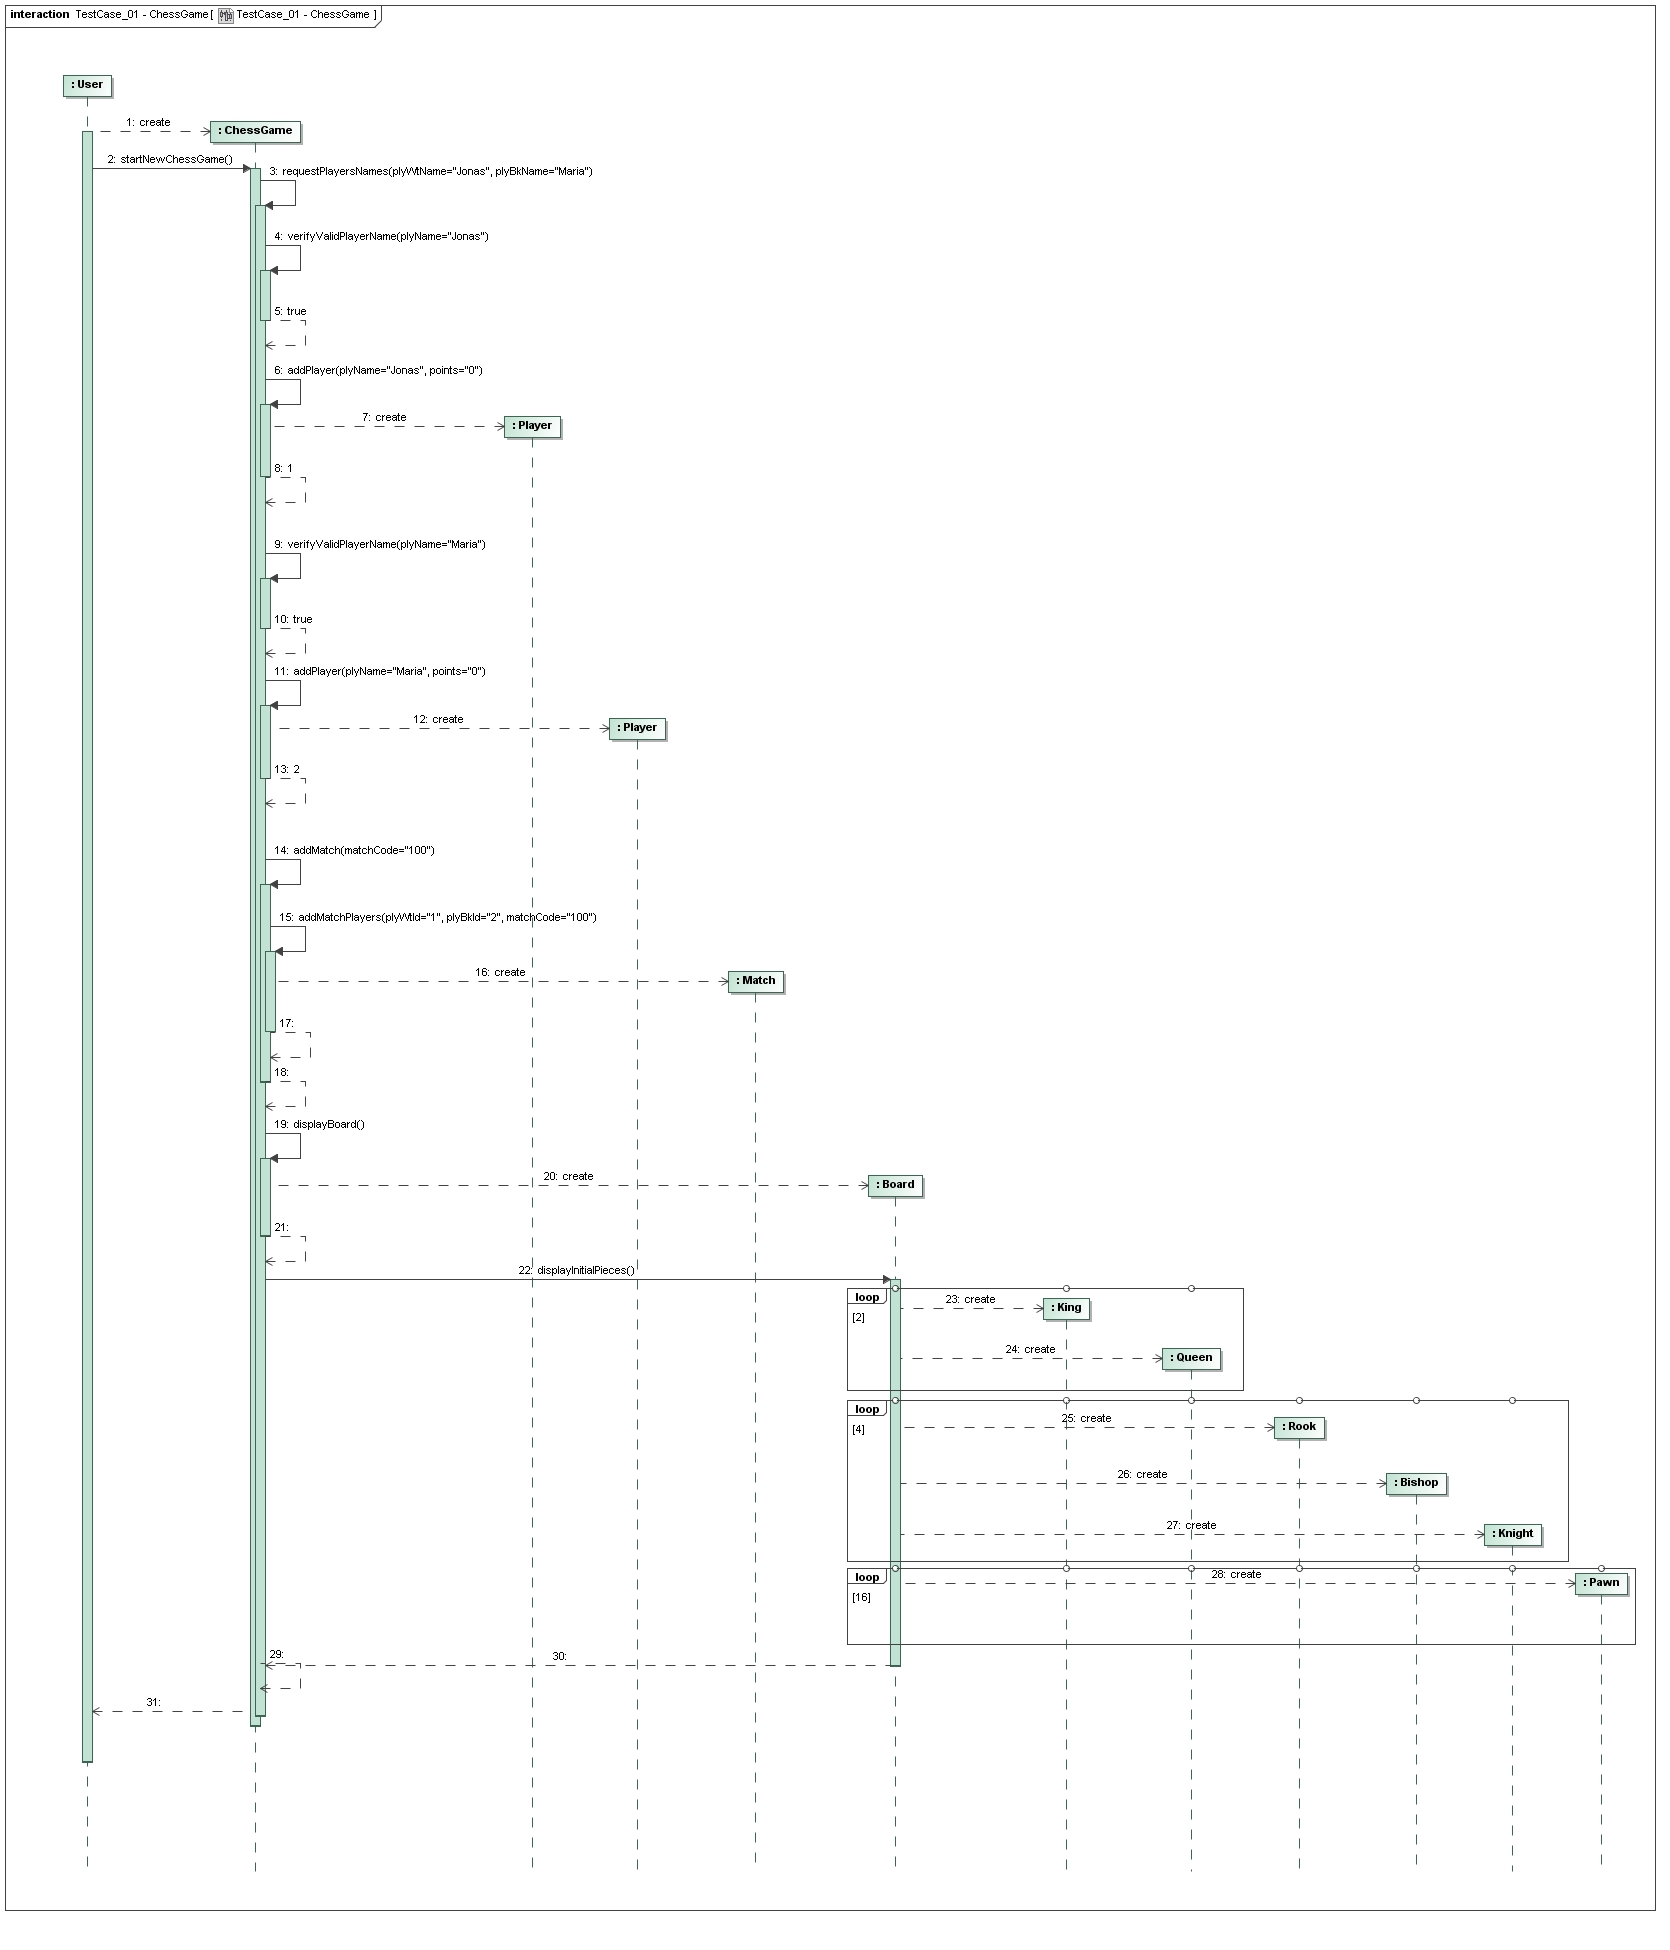 interaction TestCase_01 - ChessGame[ TestCase_01 - ChessGame ]
: User
1: create
: ChessGame
2: startNewChessGame()
3: requestPlayersNames(plyWtName="Jonas", plyBkName="Maria")
4: verifyValidPlayerName(plyName="Jonas")
5: true
6: addPlayer(plyName="Jonas", points="0")
7: create
: Player
8: 1
9: verifyValidPlayerName(plyName="Maria")
10: true
11: addPlayer(plyName="Maria", points="0")
12: create
: Player
13: 2
14: addMatch(matchCode="100")
15: addMatchPlayers(plyWtId="1", plyBkId="2", matchCode="100")
16: create
: Match
17:
18:
19: displayBoard()
20: create
: Board
21:
22: displayInitialPieces()
loop
[2]
23: create
: King
24: create
: Queen
loop
[4]
25: create
: Rook
26: create
: Bishop
27: create
: Knight
loop
[16]
28: create
: Pawn
29:
30:
31: